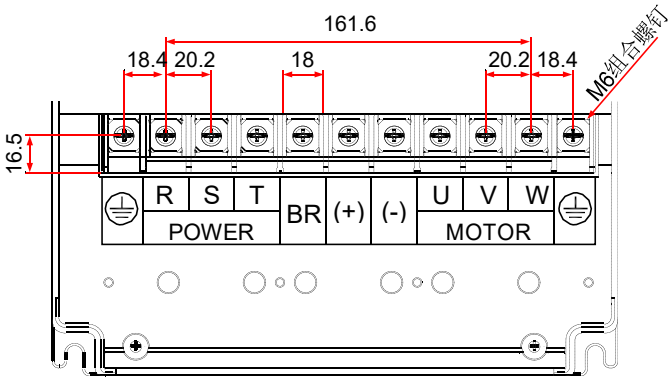 161.6
18.4 20.2 18 20.2 18.4
M6组合螺钉
16.5
R S T BR (+) (-) U V W
POWER MOTOR